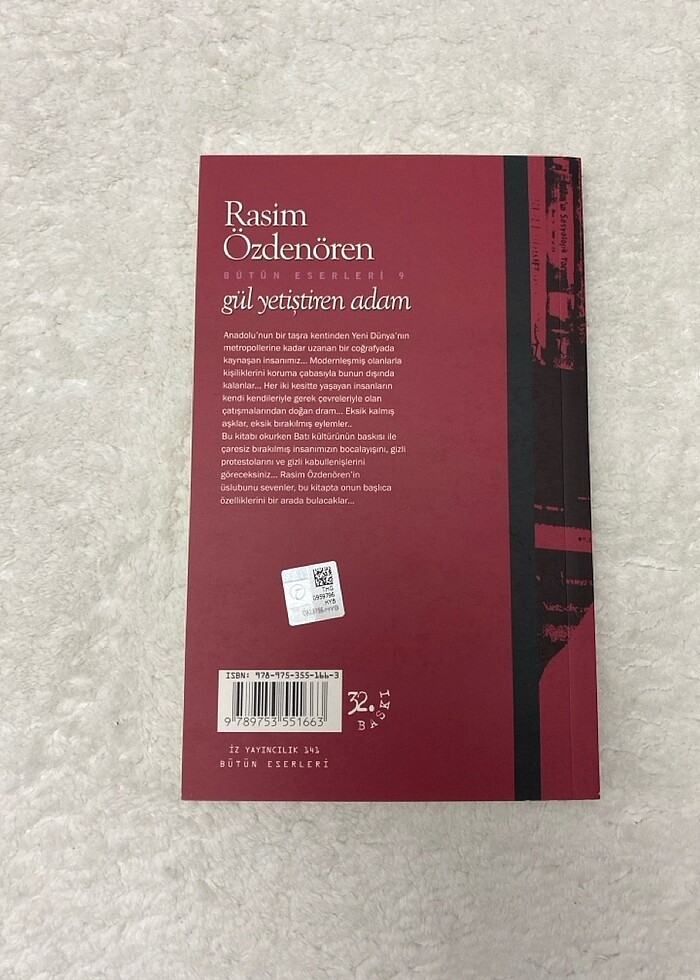 Rasim
Özdenören
BÜTÜN ESERLERİ 9
gül yetiştiren adam
Anadolu'nun bir taşra kentinden Yeni Dünya'nın
metropollerine kadar uzanan bir coğrafyada
kaynaşan insanımız... Modernleşmiş olanlarla
kişiliklerini koruma çabasıyla bunun dışında
kalanlar... Her iki kesitte yaşayan insanların
kendi kendileriyle gerek çevreleriyle olan
çatışmalarından doğan dram... Eksik kalmış
aşklar, eksik bırakılmış eylemler..
Bu kitabı okurken Batı kültürünün baskısı ile
çaresiz bırakılmış insanımızın bocalayışını, gizli
protestolarını ve gizli kabullenişlerini
göreceksiniz... Rasim Özdenören'in
üslubunu sevenler, bu kitapta onun başlıca
özelliklerini bir arada bulacaklar...
THG
0959796
MYB
ISBN: 978-975-355-166-3
9 789753 551663
32. BASKI
İZ YAYINCILIK 141
BÜTÜN ESERLERİ